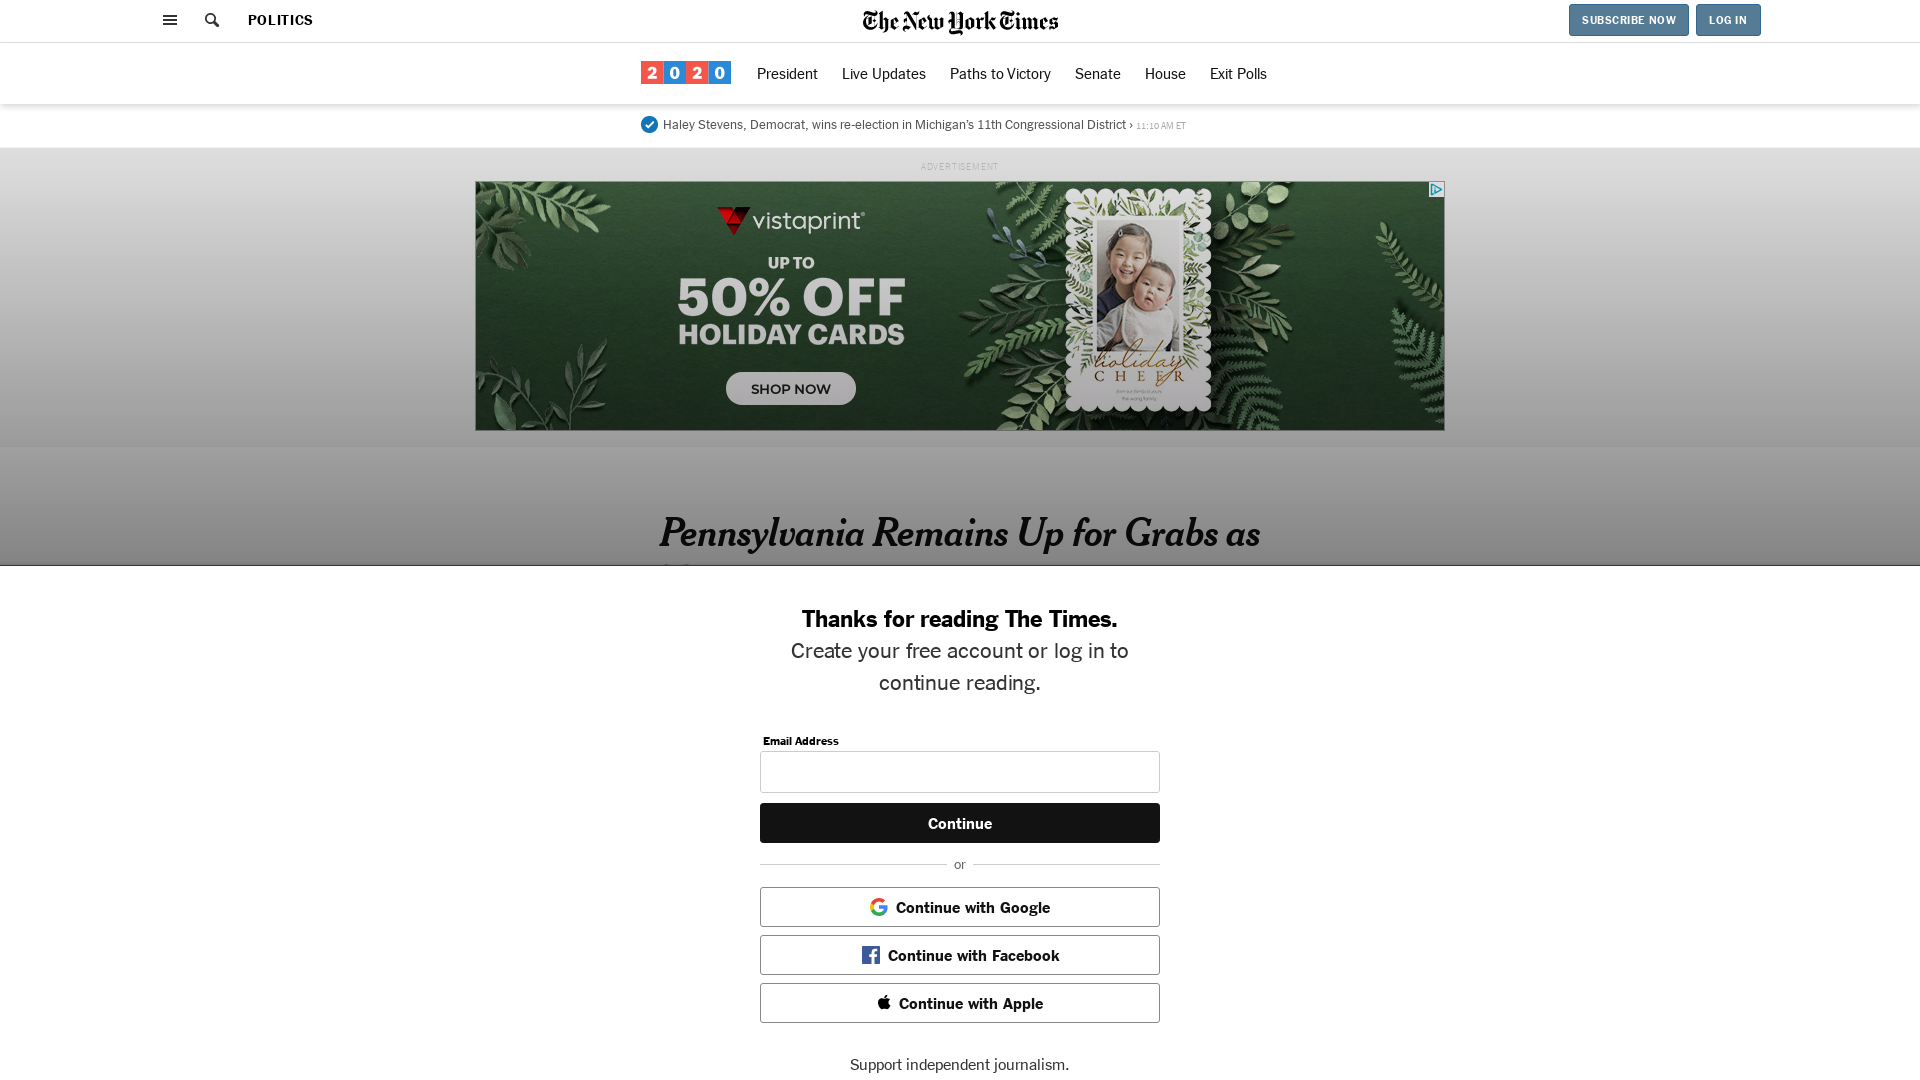 POLITICS
The New York Times
SUBSCRIBE NOW
LOG IN
2020
President
Live Updates
Paths to Victory
Senate
House
Exit Polls
Haley Stevens, Democrat, wins re-election in Michigan's 11th Congressional District › 11:10 AM ET
ADVERTISEMENT
vistaprint®
UP TO
50% OFF
HOLIDAY CARDS
SHOP NOW
holiday
CHEER
Pennsylvania Remains Up for Grabs as
Thanks for reading The Times.
Create your free account or log in to
continue reading.
Email Address
Continue
or
Continue with Google
Continue with Facebook
Continue with Apple
Support independent journalism.